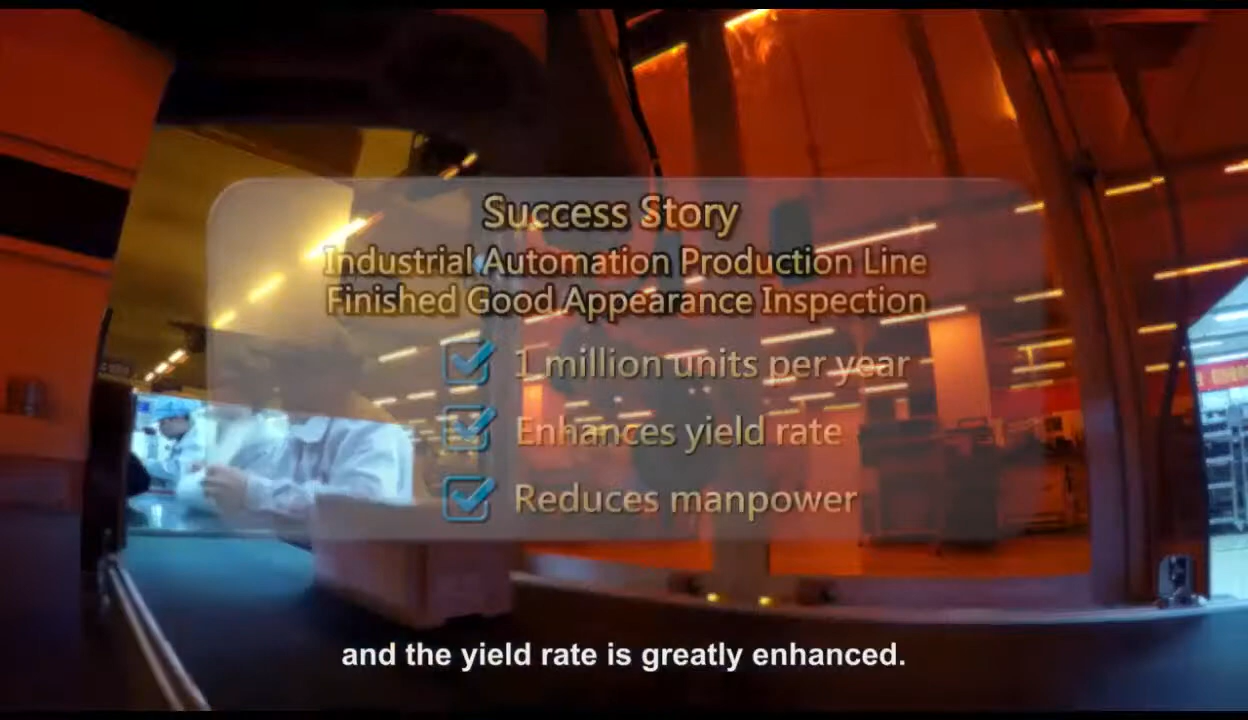 Success Story
Industrial Automation Production Line
Finished Good Appearance Inspection
1 million units per year
Enhances yield rate
Reduces manpower
and the yield rate is greatly enhanced.